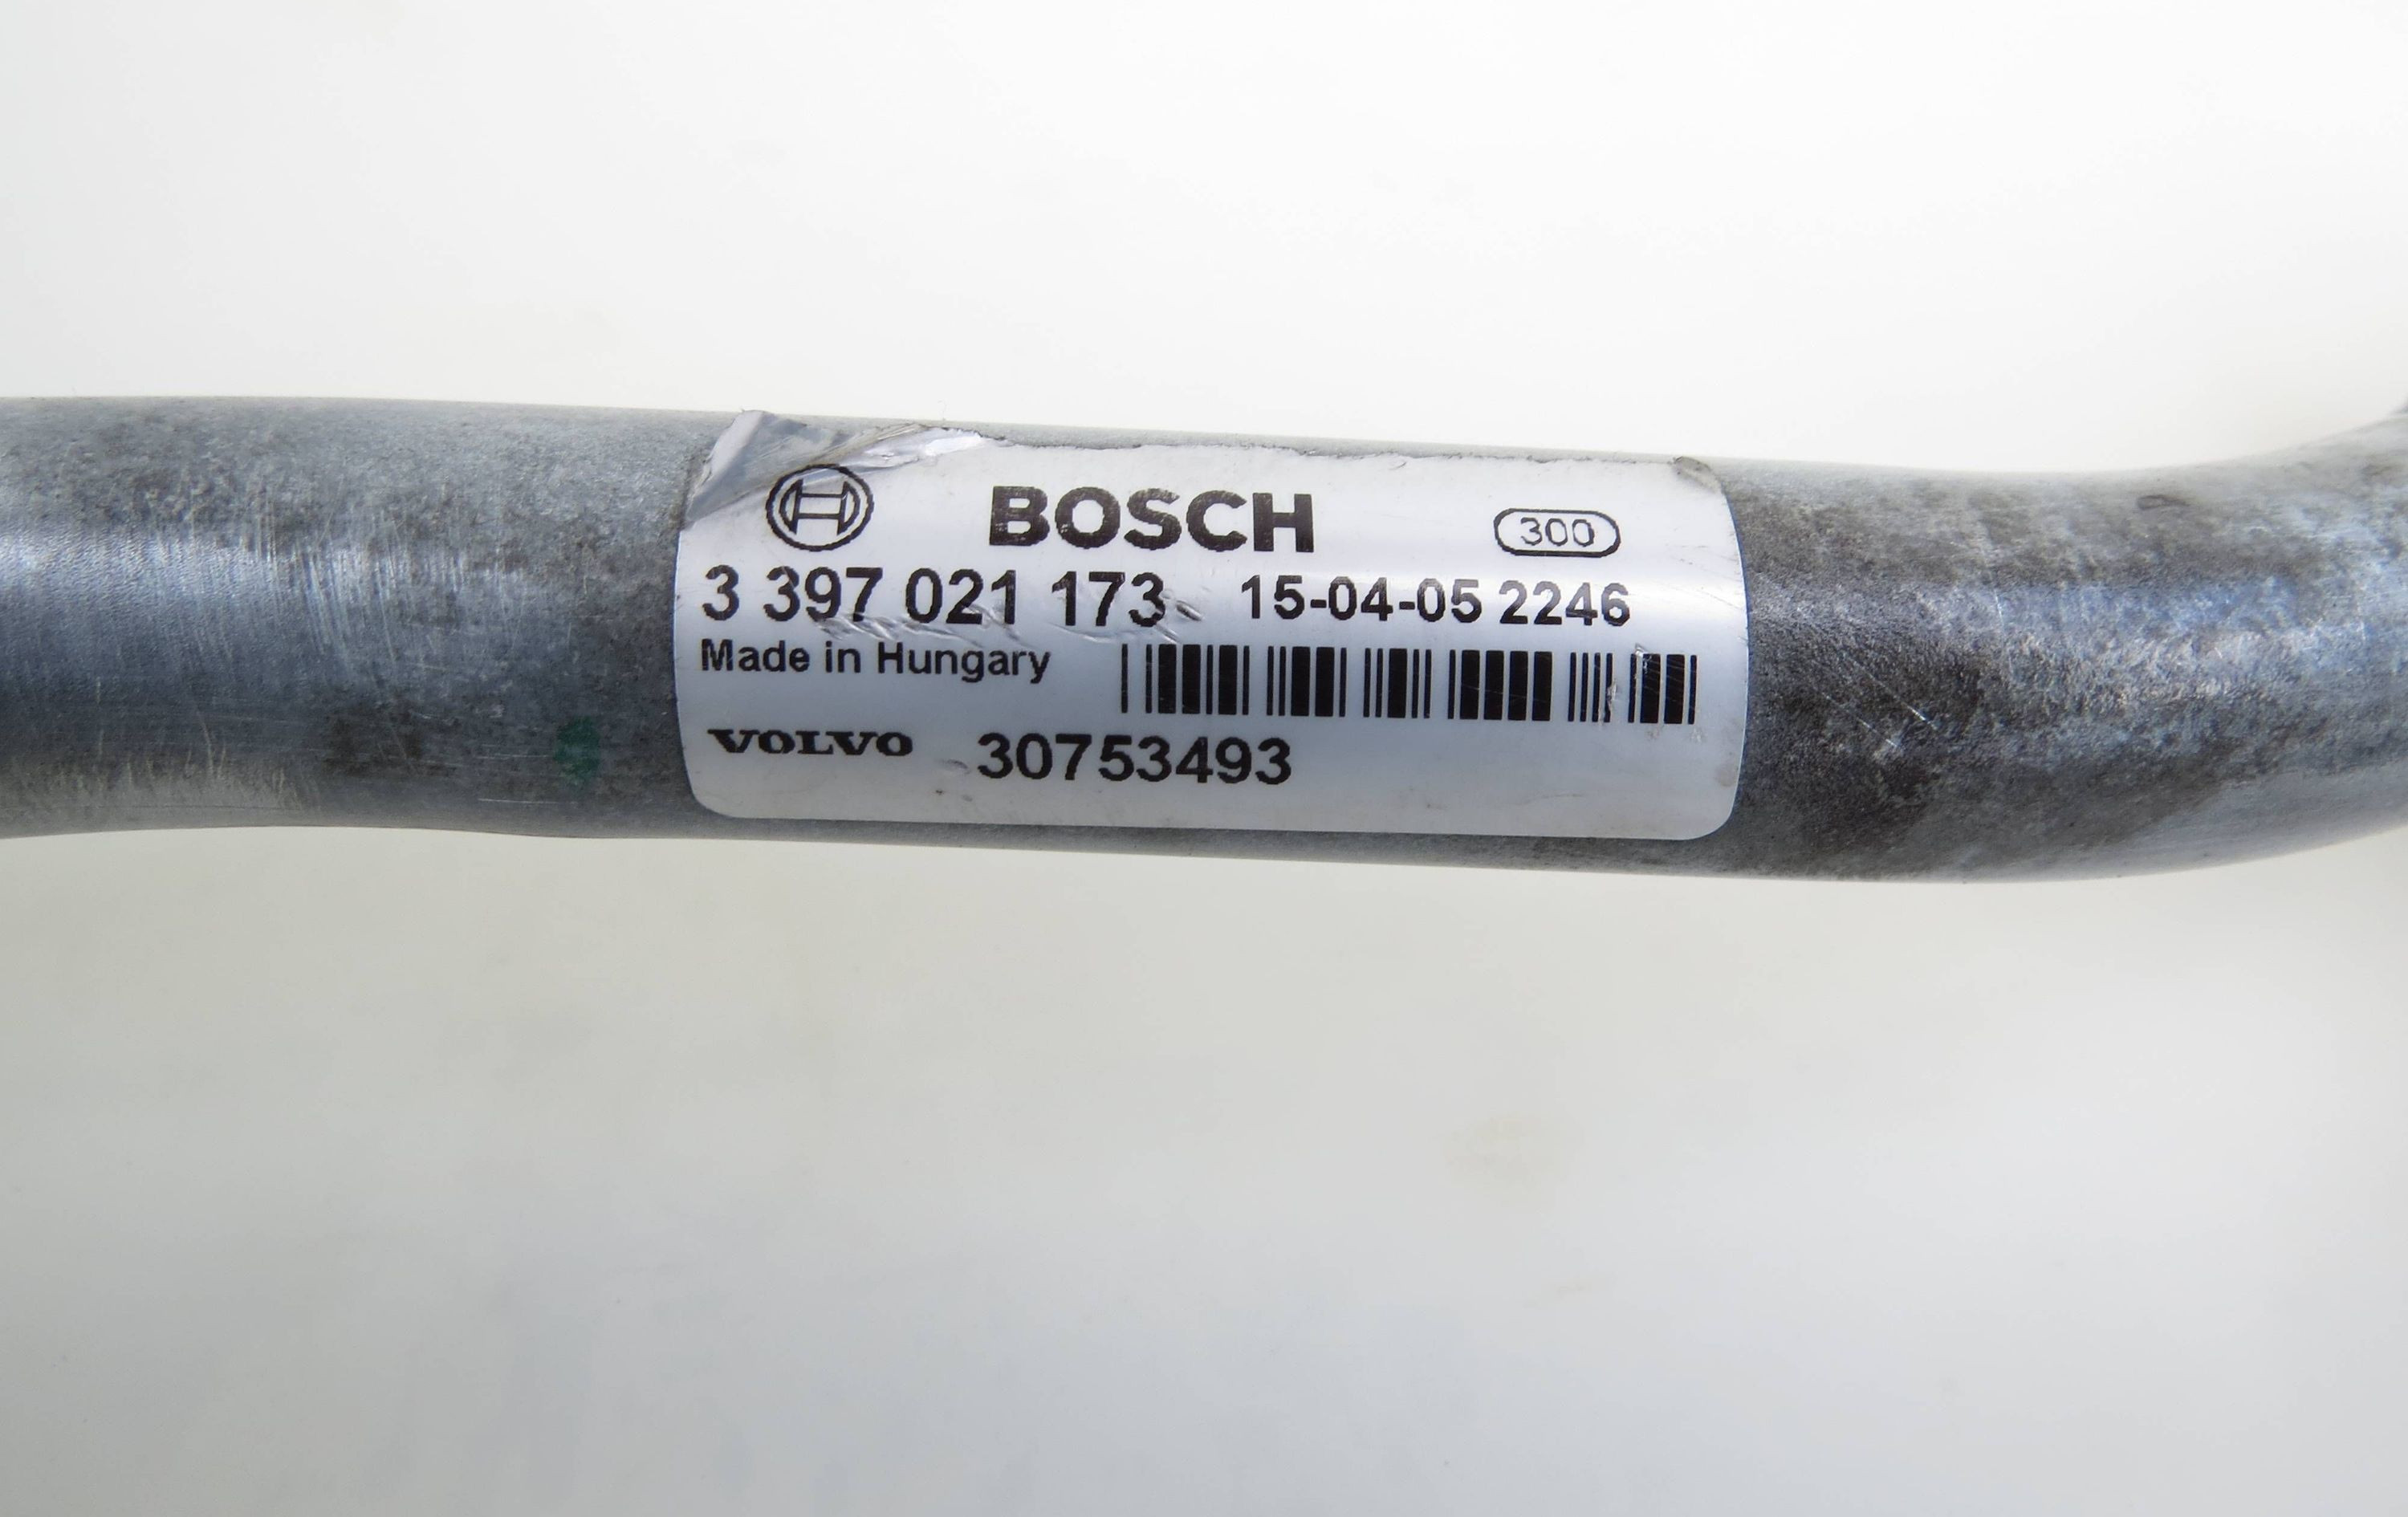 BOSCH 300
3 397 021 173 15-04-05 2246
Made in Hungary
VOLVO 30753493